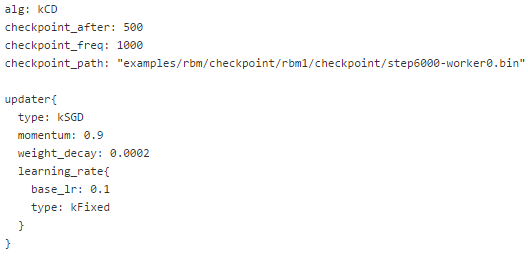 alg: kCD
checkpoint_after: 500
checkpoint_freq: 1000
checkpoint_path: "examples/rbm/checkpoint/rbm1/checkpoint/step6000-worker0.bin"

updater{
  type: kSGD
  momentum: 0.9
  weight_decay: 0.0002
  learning_rate{
    base_lr: 0.1
    type: kFixed
  }
}